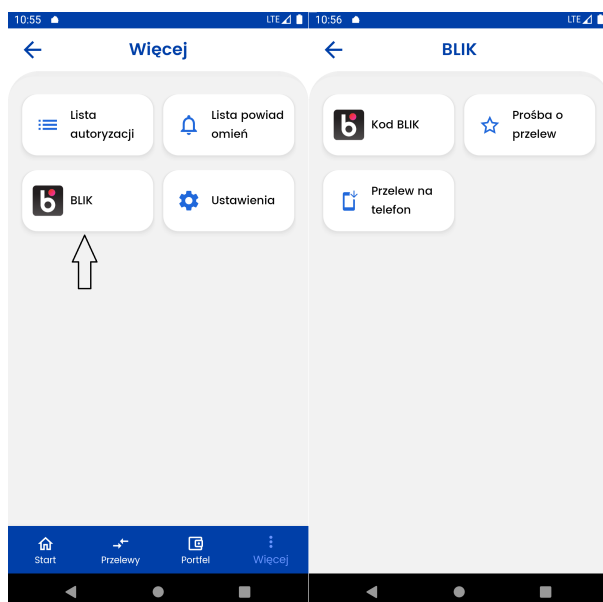 10:55
LTE
Więcej
Lista
autoryzacji
Lista powiad
omień
BLIK
Ustawienia
Start
Przelewy
Portfel
Więcej
10:56
LTE
BLIK
Kod BLIK
Prośba o
przelew
Przelew na
telefon